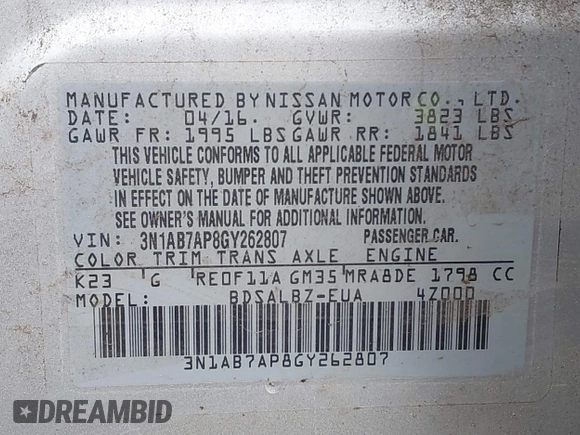 MANUFACTURED BY NISSAN MOTOR CO., LTD.
DATE: 04/16. GVWR: 3823 LBS
GAWR FR: 1995 LBS GAWR RR: 1841 LBS
THIS VEHICLE CONFORMS TO ALL APPLICABLE FEDERAL MOTOR
VEHICLE SAFETY, BUMPER AND THEFT PREVENTION STANDARDS
IN EFFECT ON THE DATE OF MANUFACTURE SHOWN ABOVE.
SEE OWNER'S MANUAL FOR ADDITIONAL INFORMATION.
VIN: 3N1AB7AP8GY262807 PASSENGER CAR.
COLOR TRIM TRANS AXLE ENGINE
K23 G RE0F11A GM35 MRA8DE 1798 CC
MODEL: BDSALBZ-EUA 4Z000
3N1AB7AP8GY262807
DREAMBID